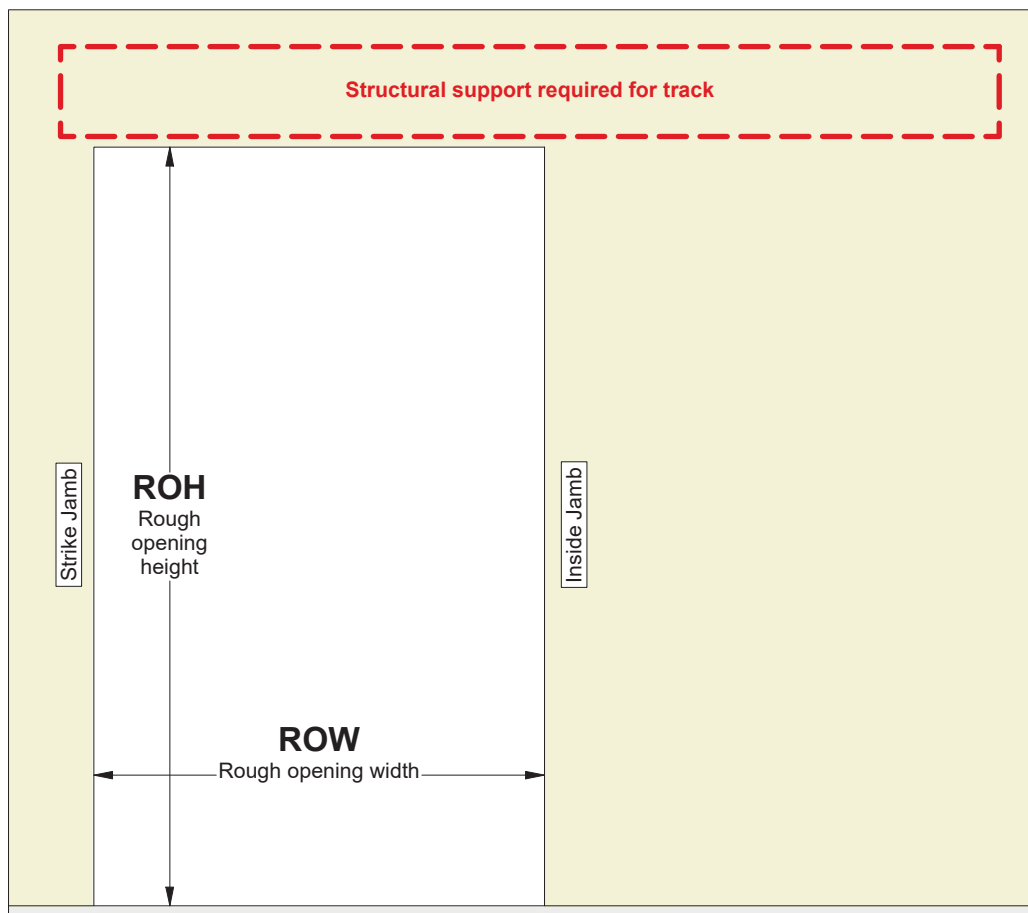 Structural support required for track
Strike Jamb
ROH
Rough
opening
height
Inside Jamb
ROW
Rough opening width